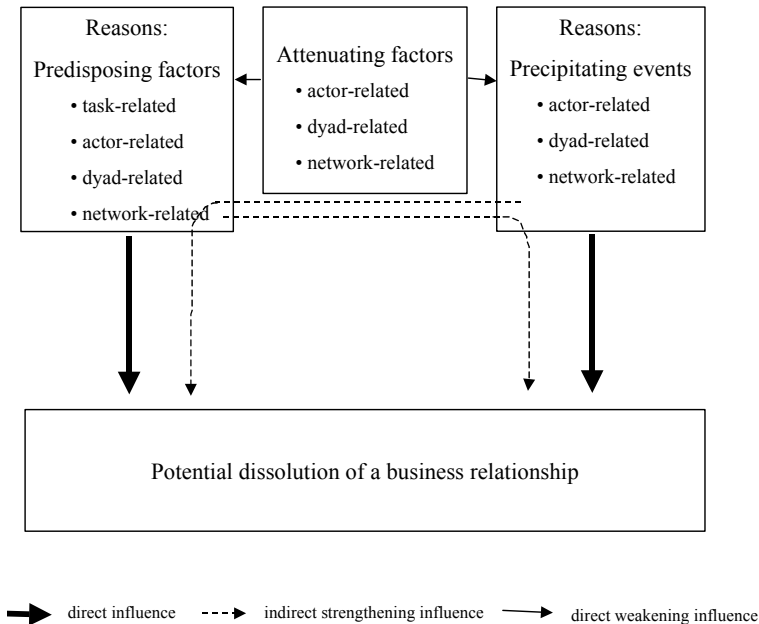 Reasons:
Predisposing factors
• task-related
• actor-related
• dyad-related
• network-related
Attenuating factors
• actor-related
• dyad-related
• network-related
Reasons:
Precipitating events
• actor-related
• dyad-related
• network-related
Potential dissolution of a business relationship
direct influence
indirect strengthening influence
direct weakening influence